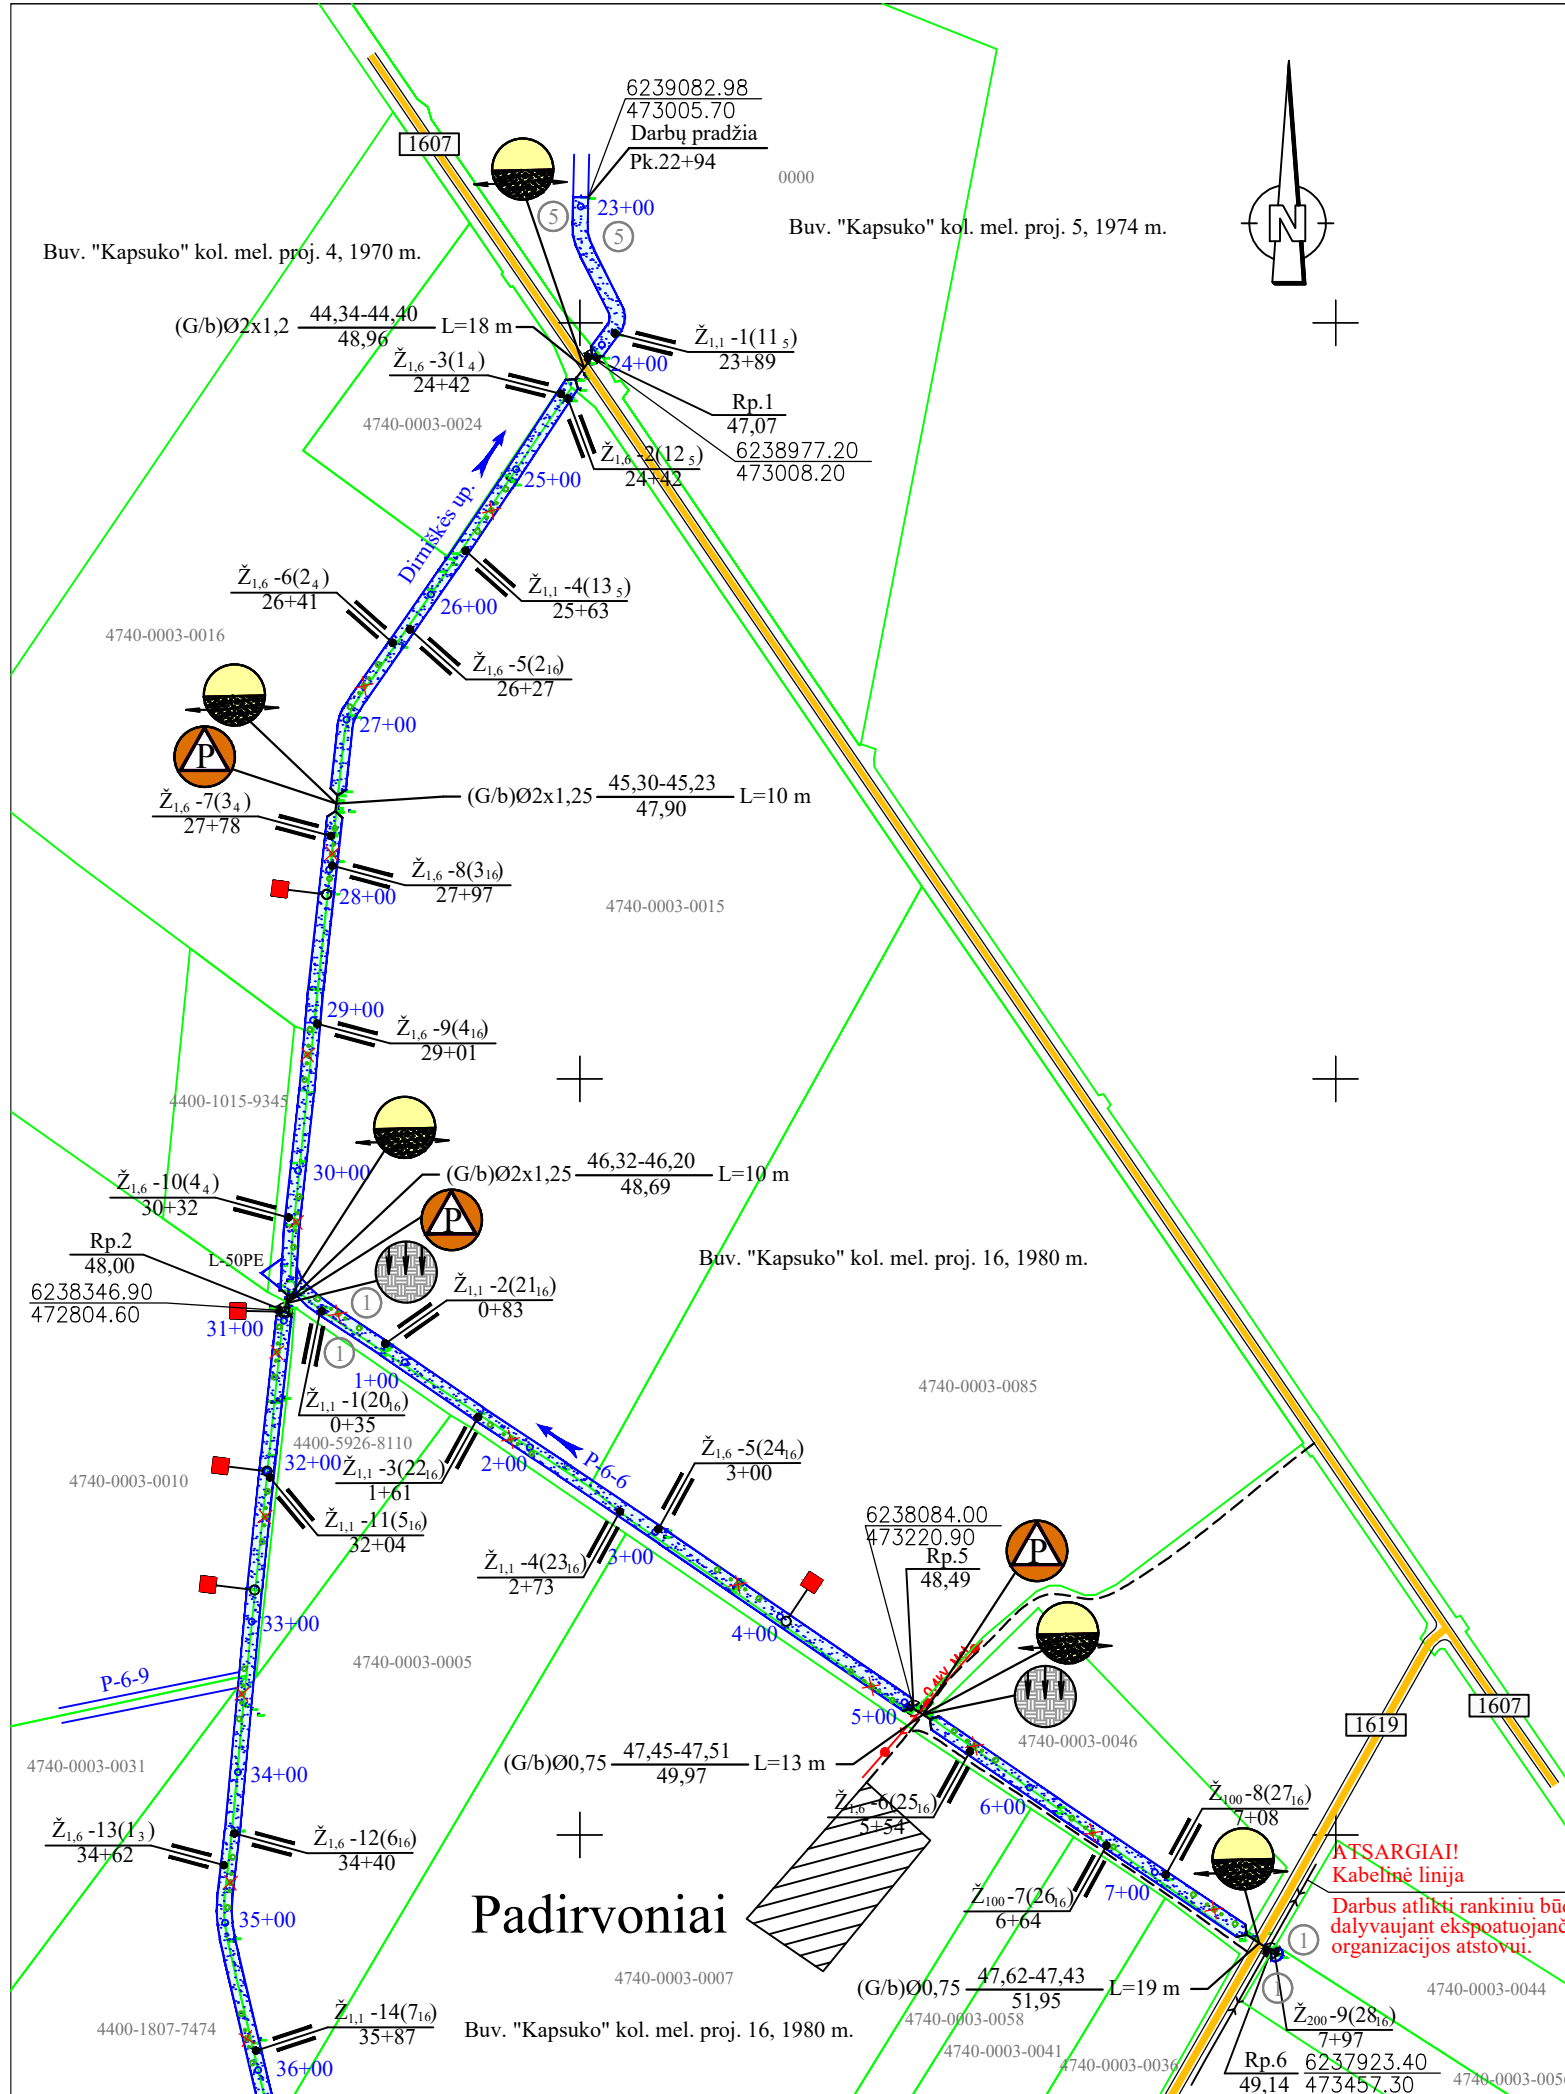 6239082.98
473005.70
Darbų pradžia
Pk.22+94
1607
0000
23+00
5
5
N
Buv. "Kapsuko" kol. mel. proj. 5, 1974 m.
Buv. "Kapsuko" kol. mel. proj. 4, 1970 m.
(G/b)Ø2x1,2 44,34-44,40 L=18 m
48,96
Ž1,1 -1(11 5)
23+89
Ž1,6 -3(1 4)
24+42
24+00
Rp.1
47,07
4740-0003-0024
6238977.20
473008.20
Ž1,6 -2(12 5)
24+42
25+00
Dirniškės up.
Ž1,6 -6(2 4)
26+41
Ž1,1 -4(13 5)
25+63
26+00
4740-0003-0016
Ž1,6 -5(2 16)
26+27
27+00
P
(G/b)Ø2x1,25 45,30-45,23 L=10 m
47,90
Ž1,6 -7(3 4)
27+78
Ž1,6 -8(3 16)
27+97
28+00
4740-0003-0015
29+00
Ž1,6 -9(4 16)
29+01
4400-1015-9345
30+00
(G/b)Ø2x1,25 46,32-46,20 L=10 m
48,69
Ž1,6 -10(4 4)
30+32
P
Rp.2
48,00
L-50PE
Buv. "Kapsuko" kol. mel. proj. 16, 1980 m.
Ž1,1 -2(21 16)
0+83
6238346.90
472804.60
1
31+00
1
1+00
Ž1,1 -1(20 16)
0+35
4740-0003-0085
4400-5926-8110
32+00
2+00
P-6-6
Ž1,6 -5(24 16)
3+00
4740-0003-0010
Ž1,1 -3(22 16)
1+61
Ž1,1 -11(5 16)
32+04
6238084.00
473220.90
Rp.5
48,49
P
3+00
Ž1,1 -4(23 16)
2+73
33+00
4+00
4740-0003-0005
P-6-9
5+00
1607
1619
4740-0003-0046
(G/b)Ø0,75 47,45-47,51 L=13 m
49,97
4740-0003-0031
34+00
6+00
Ž1,6 -6(25 16)
5+54
Ž100 -8(27 16)
7+08
Ž1,6 -13(1 3)
34+62
Ž1,6 -12(6 16)
34+40
ATSARGIAI!
Kabelinė linija
7+00
Ž100 -7(26 16)
6+64
Darbus atlikti rankiniu bū
dalyvaujant ekspoatuojanč
organizacijos atstovui.
35+00
Padirvoniai
1
4740-0003-0007
(G/b)Ø0,75 47,62-47,43 L=19 m
51,95
1
4740-0003-0044
4400-1807-7474
Ž1,1 -14(7 16)
35+87
Buv. "Kapsuko" kol. mel. proj. 16, 1980 m.
4740-0003-0058
Ž200 -9(28 16)
7+97
4740-0003-0041
4740-0003-0036
36+00
Rp.6
49,14
6237923.40
473457.30